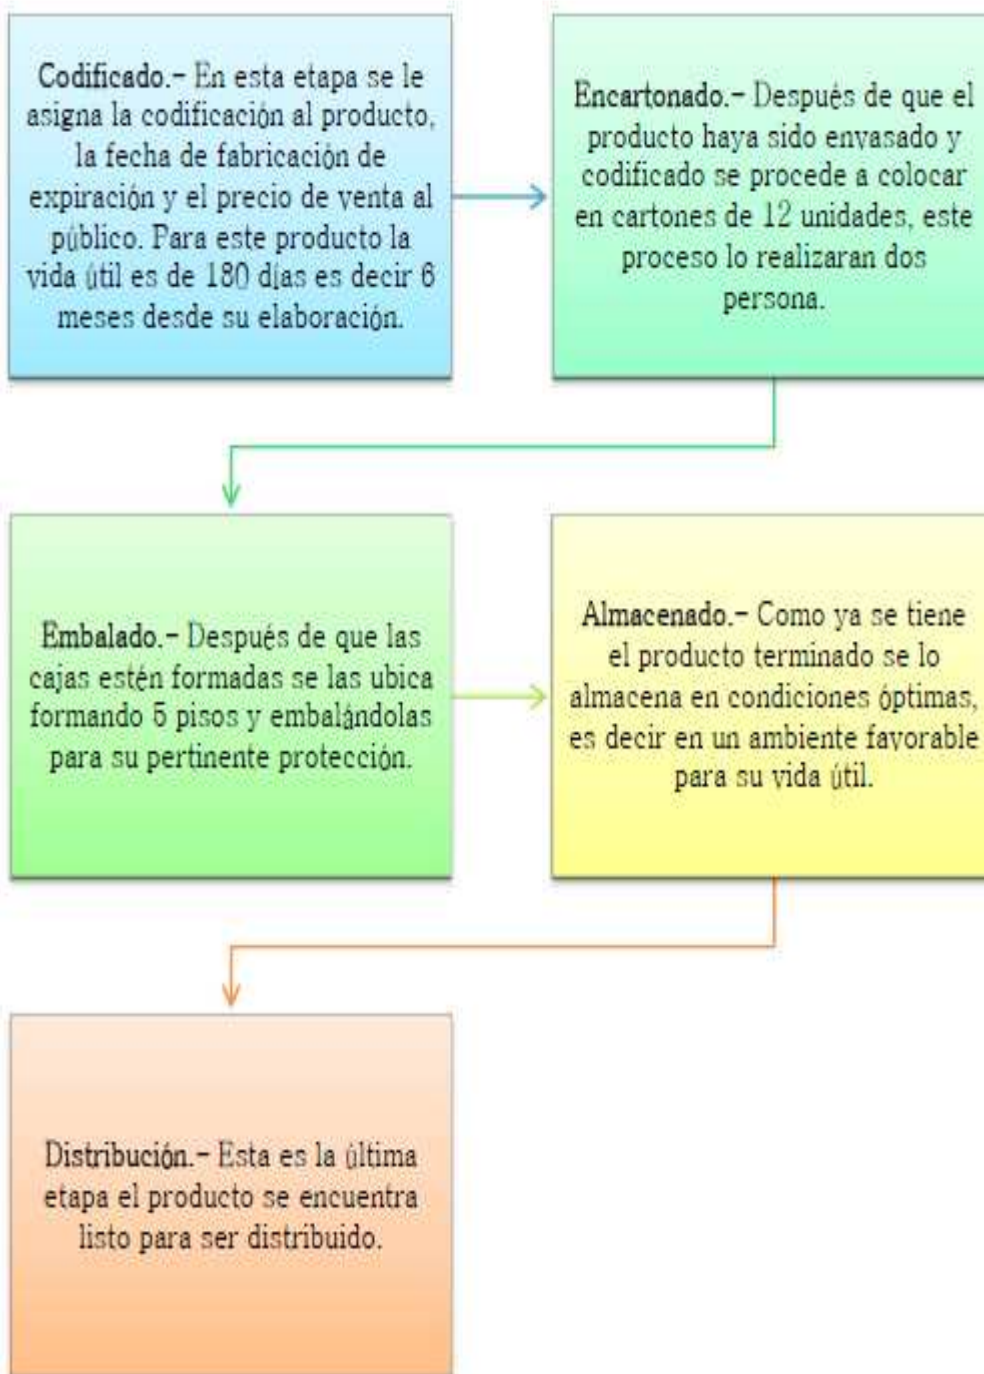 Codificado.- En esta etapa se le
asigna la codificación al producto,
la fecha de fabricación de
expiración y el precio de venta al
público. Para este producto la
vida útil es de 180 días es decir 6
meses desde su elaboración.
Encartonado.- Después de que el
producto haya sido envasado y
codificado se procede a colocar
en cartones de 12 unidades, este
proceso lo realizaran dos
persona.
Embalado.- Después de que las
cajas estén formadas se las ubica
formando 5 pisos y embalándolas
para su pertinente protección.
Almacenado.- Como ya se tiene
el producto terminado se lo
almacena en condiciones óptimas,
es decir en un ambiente favorable
para su vida útil.
Distribución.- Esta es la última
etapa el producto se encuentra
listo para ser distribuido.